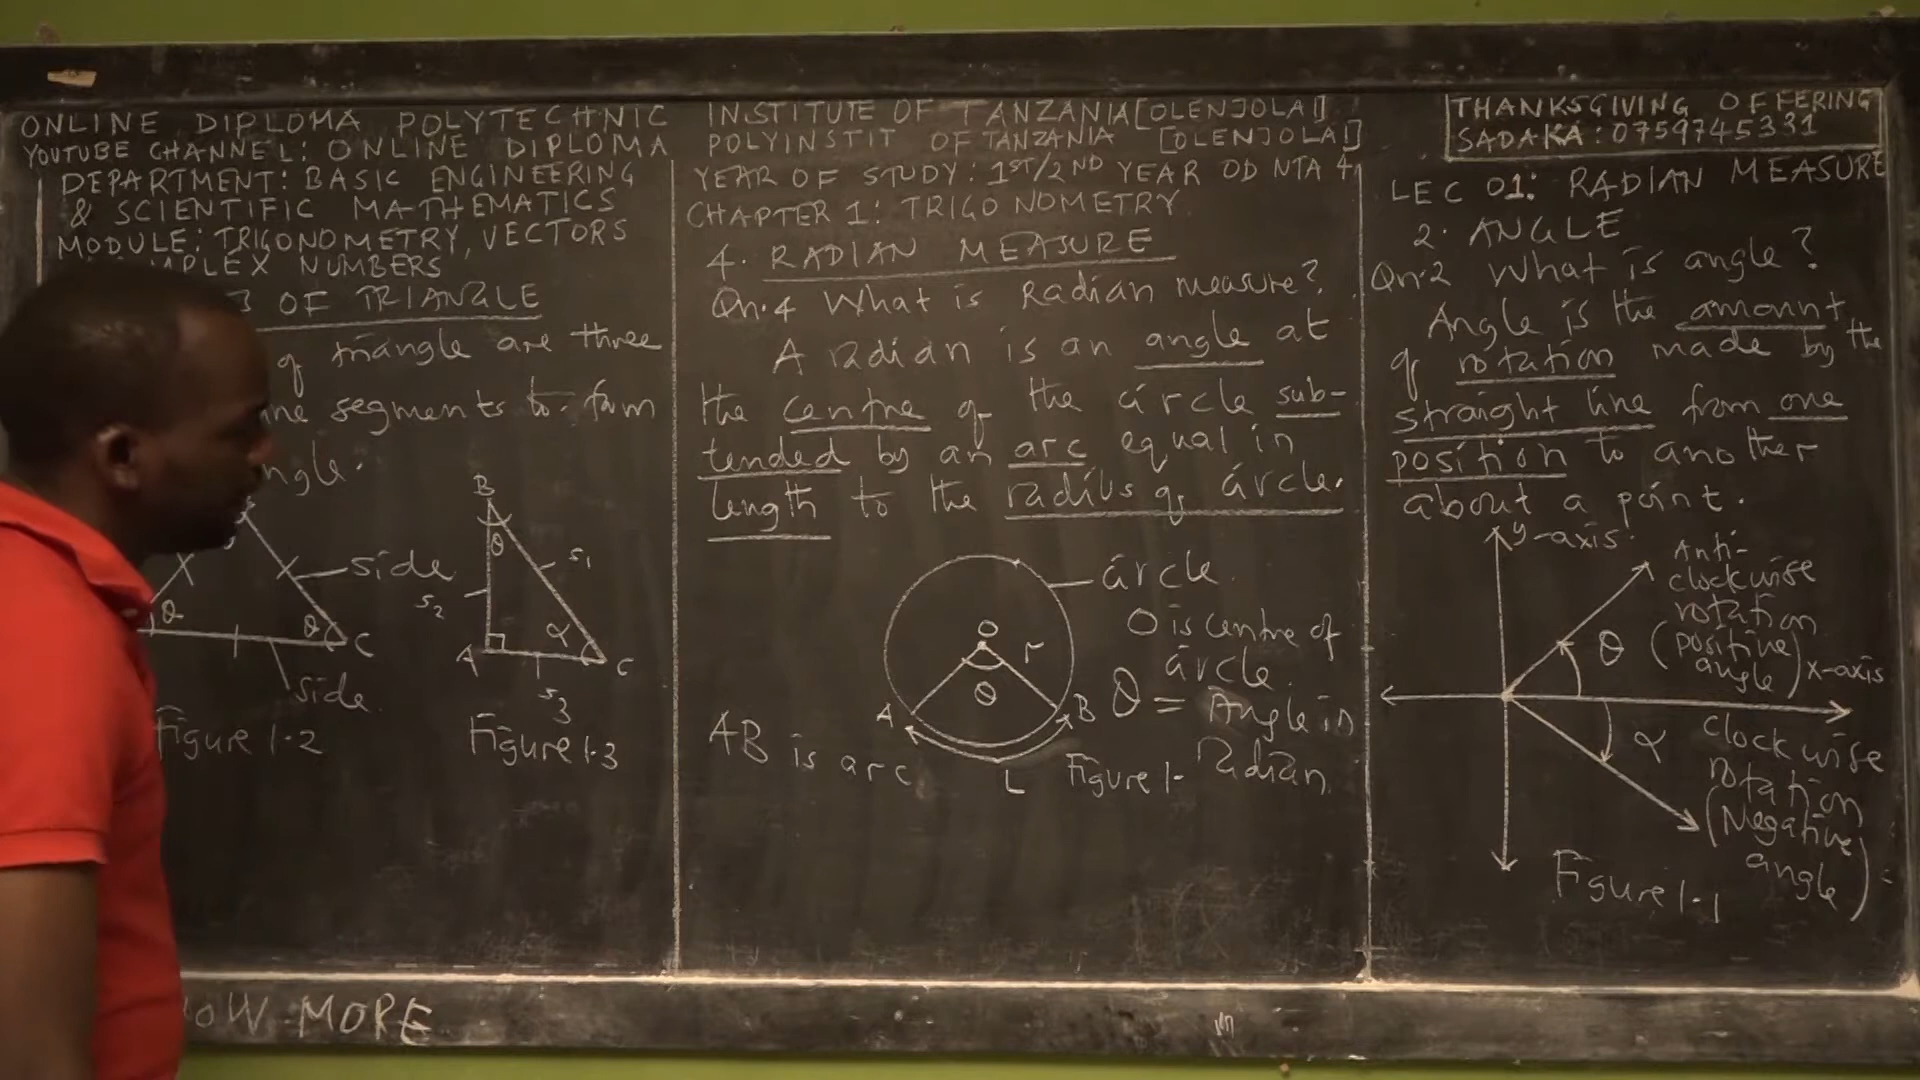 ONLINE DIPLOMA POLYTECHNIC INSTITUTE OF TANZANIA [OLENJOLAI]
YOUTUBE CHANNEL: ONLINE DIPLOMA POLYINSTIT OF TANZANIA [OLENJOLAI]
THANKSGIVING OFFERING
SADAKA: 0759745331
DEPARTMENT: BASIC ENGINEERING
& SCIENTIFIC MATHEMATICS
MODULE: TRIGONOMETRY, VECTORS
NUMBERS
OF TRIANGLE
of triangle are three
segments to form
B
θ
S1
S2
α
A
C
S3
θ
θ
C
side
side
Figure 1.2
Figure 1.3
YEAR OF STUDY: 1ST/2ND YEAR OD NTA 4
CHAPTER 1: TRIGONOMETRY
4. RADIAN MEASURE
Qn.4 What is Radian measure?
A radian is an angle at
the centre of the circle sub-
tended by an arc equal in
length to the radius of circle.
circle.
O
r
θ
A
B
L
O is centre of
circle.
θ = Angle in
Radian
AB is arc
Figure 1-
LEC 01: RADIAN MEASURE
2. ANGLE
Qn.2 What is angle?
Angle is the amount
of rotation made by the
straight line from one
position to another
about a point.
y-axis
Anti-
clockwise
rotation
(positive
angle)
x-axis
θ
α
clockwise
rotation
(Negative
angle)
Figure 1.1
MORE